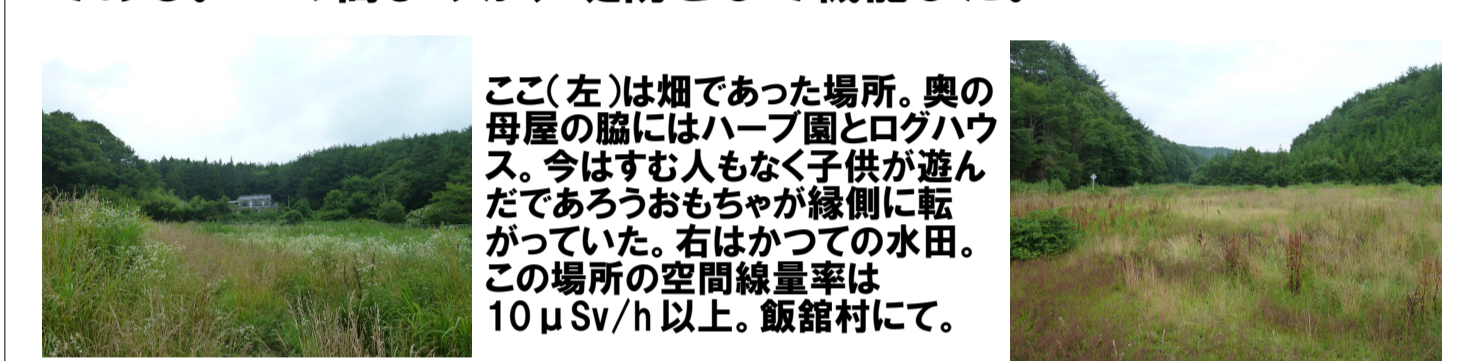 ここ(左)は畑であった場所。奥の
母屋の脇にはハーブ園とログハウ
ス。今はすむ人もなく子供が遊ん
だであろうおもちゃが縁側に転
がっていた。右はかつての水田。
この場所の空間線量率は
10μSv/h以上。飯舘村にて。